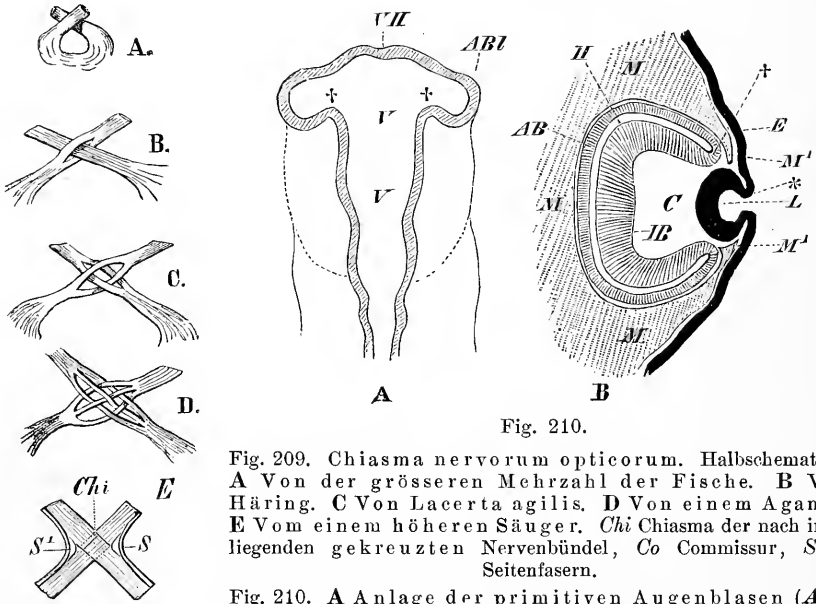 A.
B.
C.
D.
Chi E
S¹ S
VH
ABl
† †
V
V
A
H M †
AB E
M¹
*
M C L
IB M¹
M
B
Fig. 210.
Fig. 209. Chiasma nervorum opticorum. Halbschemat
A Von der grösseren Mehrzahl der Fische. B V
Häring. C Von Lacerta agilis. D Von einem Agam
E Vom einem höheren Säuger. Chi Chiasma der nach in
liegenden gekreuzten Nervenbündel, Co Commissur, S
Seitenfasern.
Fig. 210. A Anlage der primitiven Augenblasen (A